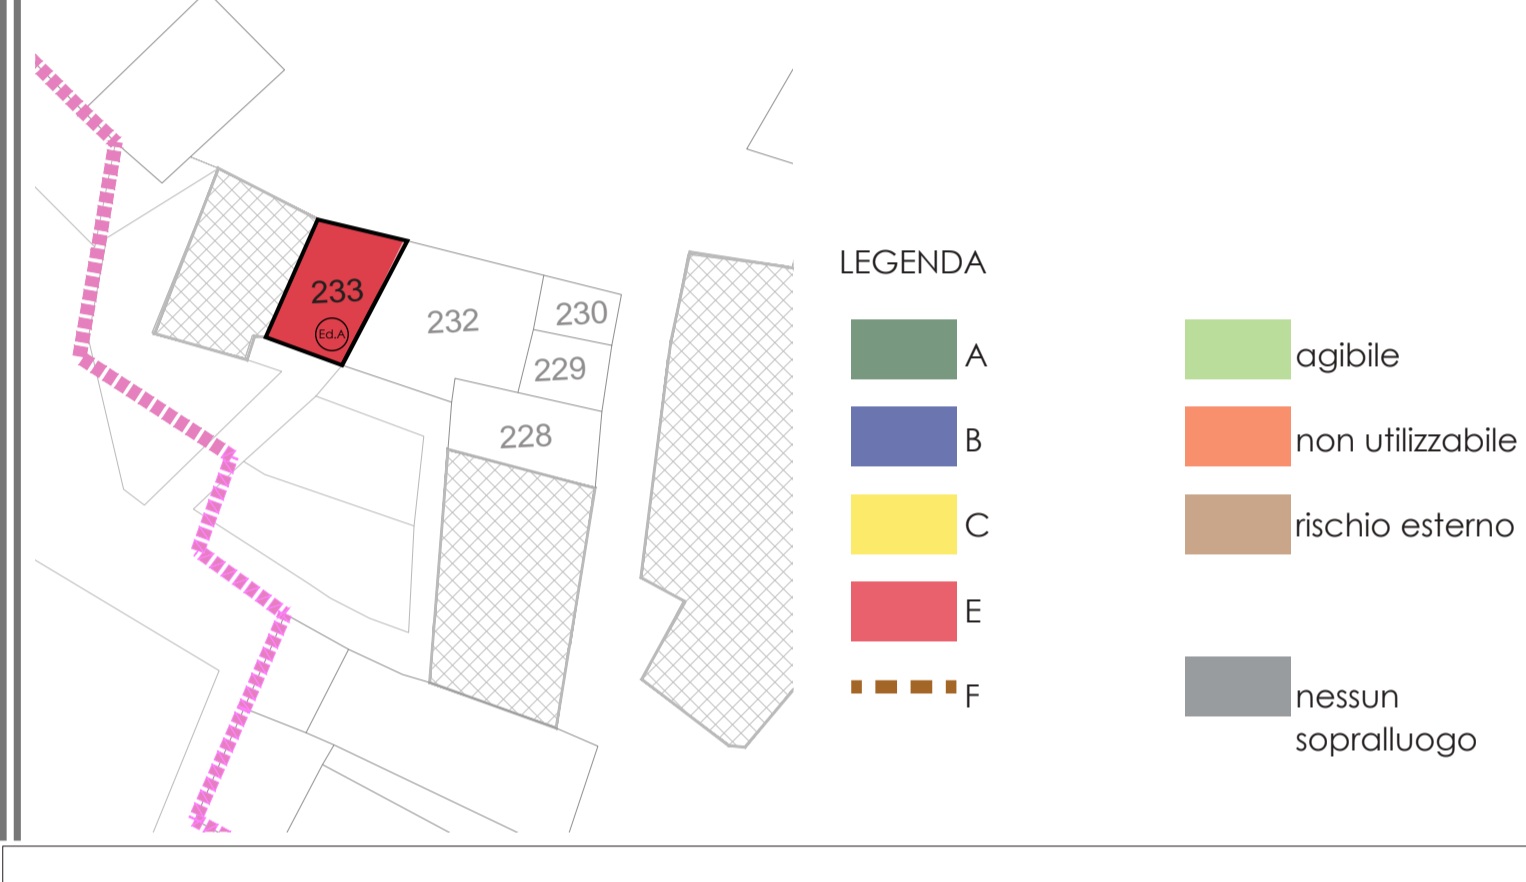 233
Ed.A
232
230
229
228
LEGENDA
A
B
C
E
F
agibile
non utilizzabile
rischio esterno
nessun
sopralluogo